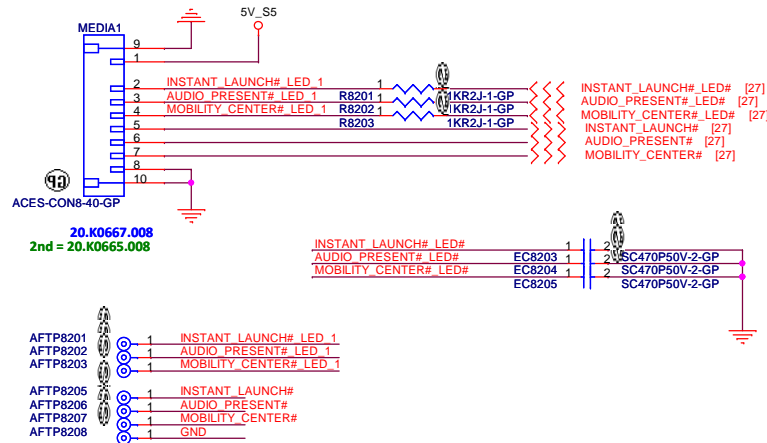 5V_S5
MEDIA1
9
1
2 INSTANT_LAUNCH#_LED_1 1 INSTANT_LAUNCH#_LED# [27]
3 AUDIO_PRESENT#_LED_1 R8201 1 1KR2J-1-GP AUDIO_PRESENT#_LED# [27]
4 MOBILITY_CENTER#_LED_1 R8202 1 1KR2J-1-GP MOBILITY_CENTER#_LED# [27]
5 R8203 1KR2J-1-GP INSTANT_LAUNCH# [27]
6 AUDIO_PRESENT# [27]
7 MOBILITY_CENTER# [27]
8
10
GP
ACES-CON8-40-GP
20.K0667.008
2nd = 20.K0665.008
INSTANT_LAUNCH#_LED# 1 2
AUDIO_PRESENT#_LED# EC8203 1 2 SC470P50V-2-GP
MOBILITY_CENTER#_LED# EC8204 1 2 SC470P50V-2-GP
EC8205 SC470P50V-2-GP
AFTP8201 1 INSTANT_LAUNCH#_LED_1
AFTP8202 1 AUDIO_PRESENT#_LED_1
AFTP8203 1 MOBILITY_CENTER#_LED_1
AFTP8205 1 INSTANT_LAUNCH#
AFTP8206 1 AUDIO_PRESENT#
AFTP8207 1 MOBILITY_CENTER#
AFTP8208 1 GND